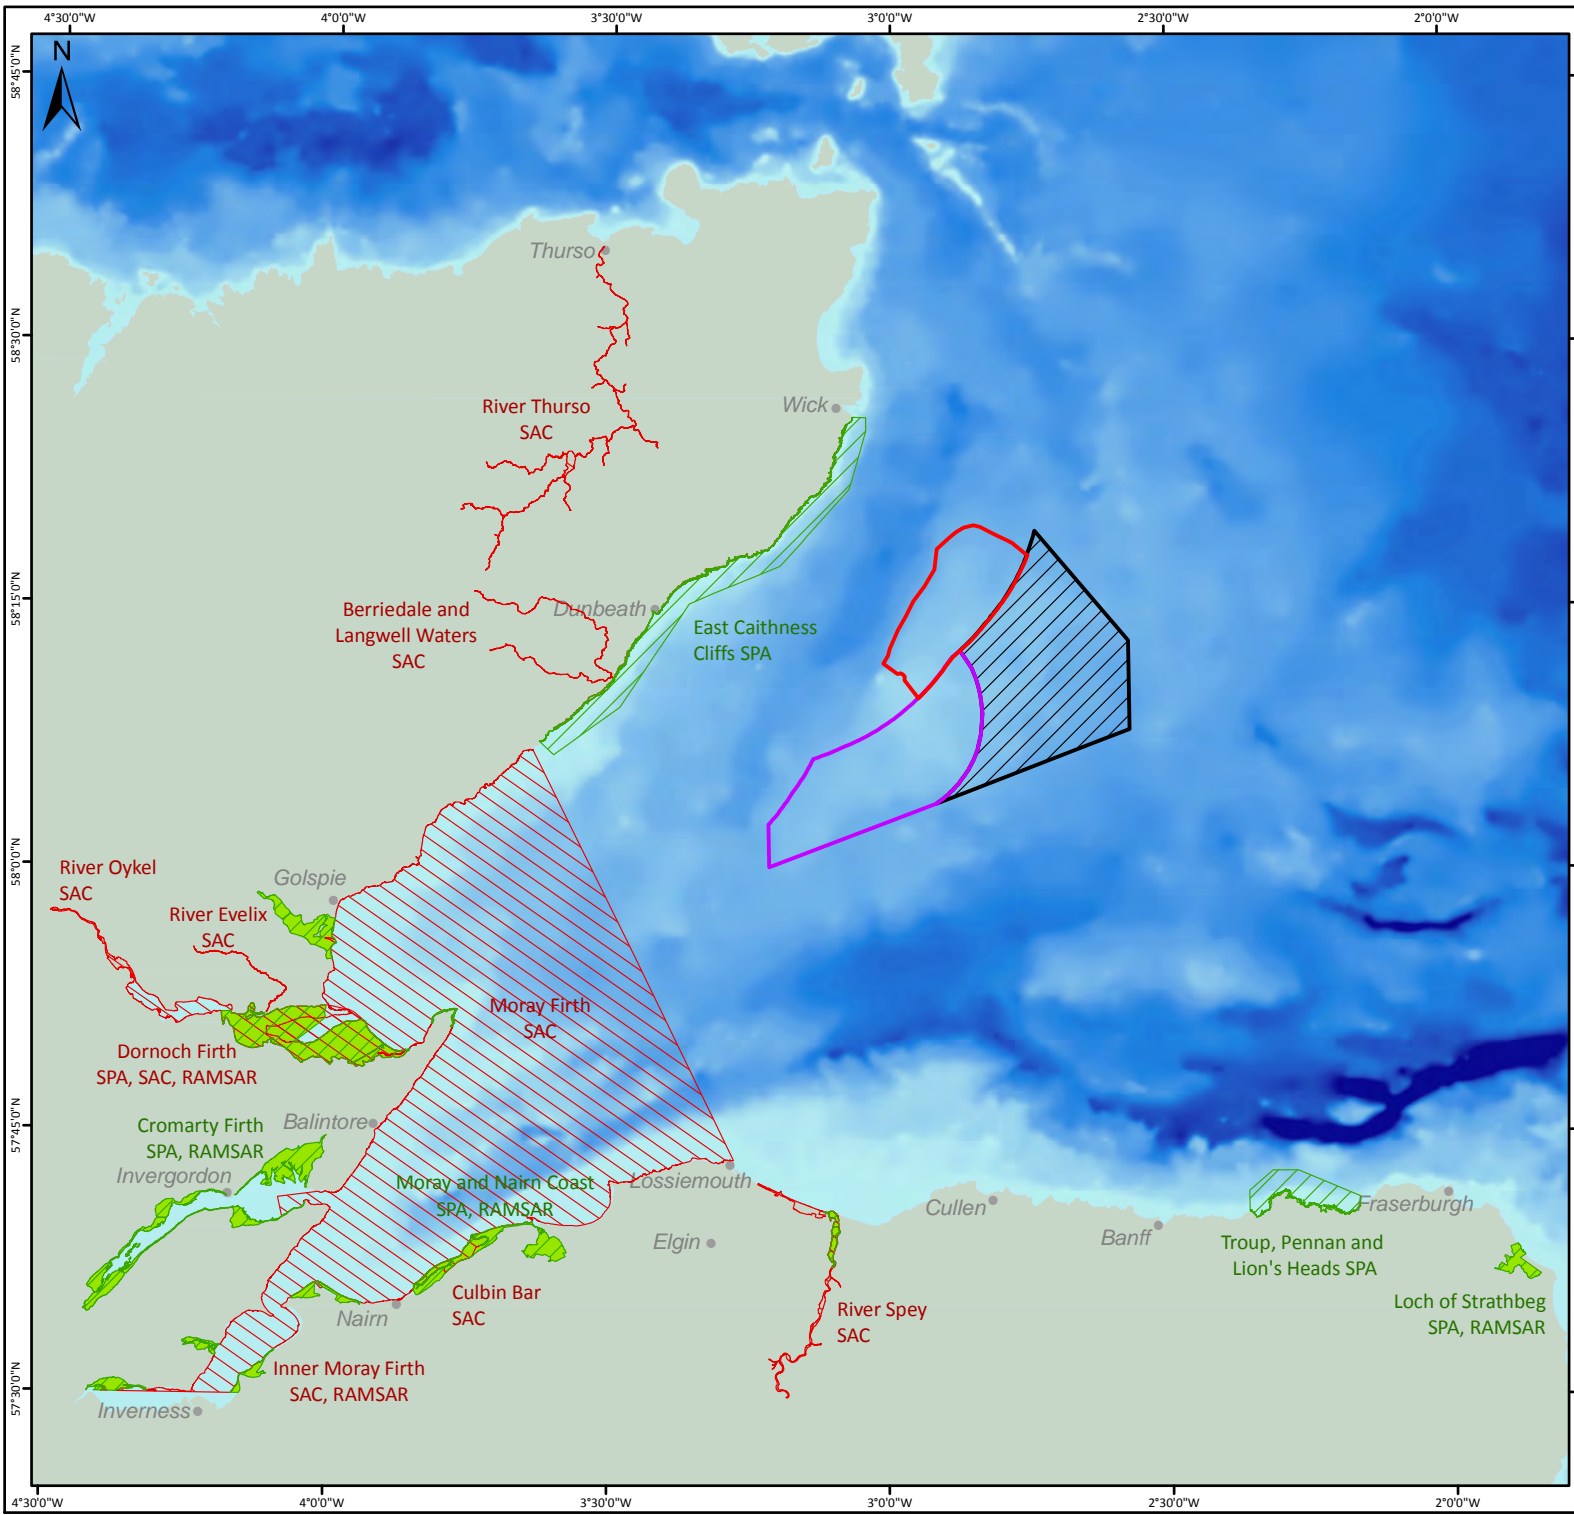 4°30'0"W
4°0'0"W
3°30'0"W
3°0'0"W
2°30'0"W
2°0'0"W
N
58°45'0"N
58°30'0"N
58°15'0"N
58°0'0"N
57°45'0"N
57°30'0"N
Thurso
Wick
River Thurso
SAC
Berriedale and
Langwell Waters
SAC
Dunbeath
East Caithness
Cliffs SPA
River Oykel
SAC
Golspie
River Evelix
SAC
Moray Firth
SAC
Dornoch Firth
SPA, SAC, RAMSAR
Cromarty Firth
SPA, RAMSAR
Balintore
Invergordon
Moray and Nairn Coast
SPA, RAMSAR
Lossiemouth
Cullen
Fraserburgh
Banff
Elgin
Troup, Pennan and
Lion's Heads SPA
Culbin Bar
SAC
Nairn
River Spey
SAC
Loch of Strathbeg
SPA, RAMSAR
Inner Moray Firth
SAC, RAMSAR
Inverness
4°30'0"W
4°0'0"W
3°30'0"W
3°0'0"W
2°30'0"W
2°0'0"W